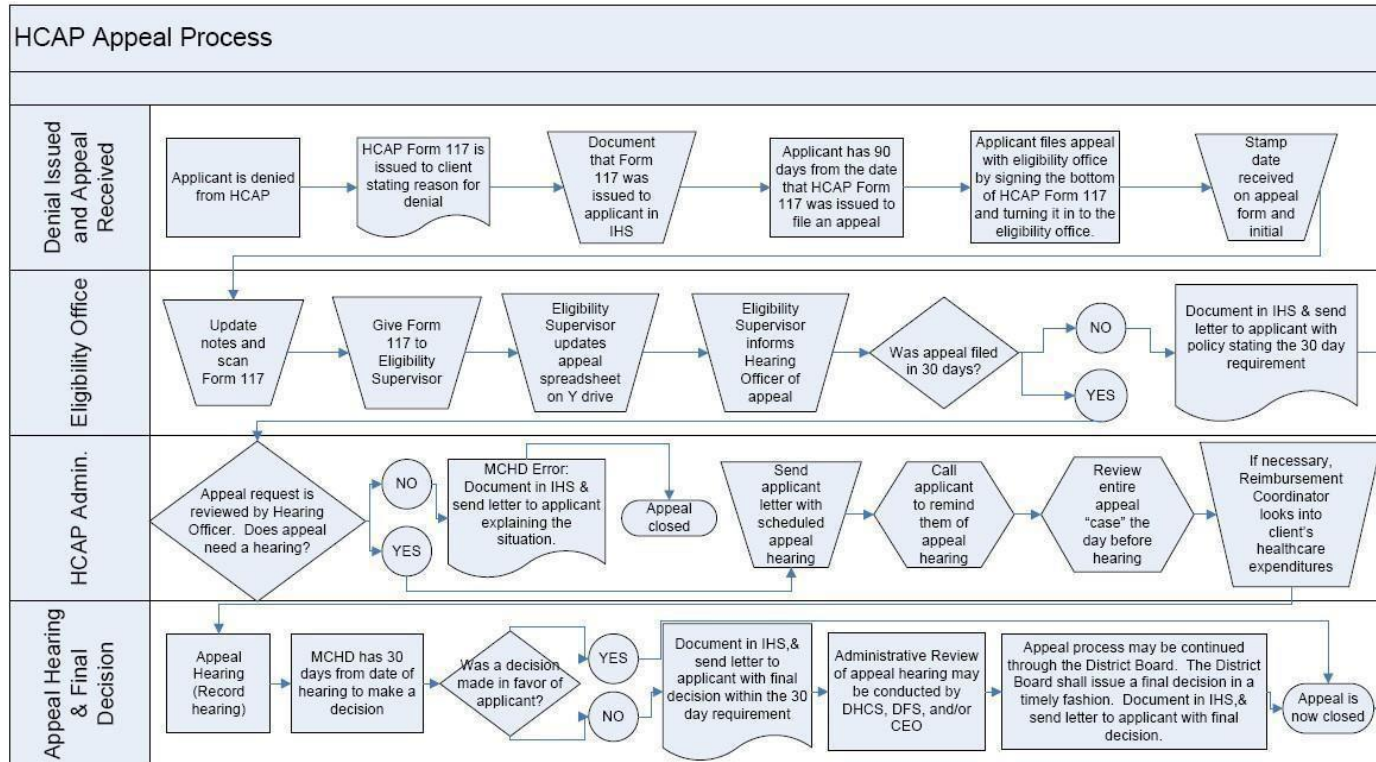 HCAP Appeal Process
Denial Issued
and Appeal
Received
Applicant is denied
from HCAP
HCAP Form 117 is
issued to client
stating reason for
denial
Document
that Form
117 was
issued to
applicant in
IHS
Applicant has 90
days from the date
that HCAP Form
117 was issued to
file an appeal
Applicant files appeal
with eligibility office
by signing the bottom
of HCAP Form 117
and turning it in to the
eligibility office.
Stamp
date
received
on appeal
form and
initial
Eligibility Office
Update
notes and
scan
Form 117
Give Form
117 to
Eligibility
Supervisor
Eligibility
Supervisor
updates
appeal
spreadsheet
on Y drive
Eligibility
Supervisor
informs
Hearing
Officer of
appeal
Was appeal filed
in 30 days?
NO
YES
Document in IHS & send
letter to applicant with
policy stating the 30 day
requirement
HCAP Admin.
Appeal request is
reviewed by Hearing
Officer. Does appeal
need a hearing?
NO
YES
MCHD Error:
Document in IHS &
send letter to applicant
explaining the
situation.
Appeal
closed
Send
applicant
letter with
scheduled
appeal
hearing
Call
applicant
to remind
them of
appeal
hearing
Review
entire
appeal
“case” the
day before
hearing
If necessary,
Reimbursement
Coordinator
looks into
client’s
healthcare
expenditures
Appeal Hearing
& Final
Decision
Appeal
Hearing
(Record
hearing)
MCHD has 30
days from date of
hearing to make a
decision
Was a decision
made in favor of
applicant?
YES
NO
Document in IHS,&
send letter to
applicant with final
decision within the 30
day requirement
Administrative Review
of appeal hearing may
be conducted by
DHCS, DFS, and/or
CEO
Appeal process may be continued
through the District Board. The District
Board shall issue a final decision in a
timely fashion. Document in IHS,&
send letter to applicant with final
decision.
Appeal is
now closed